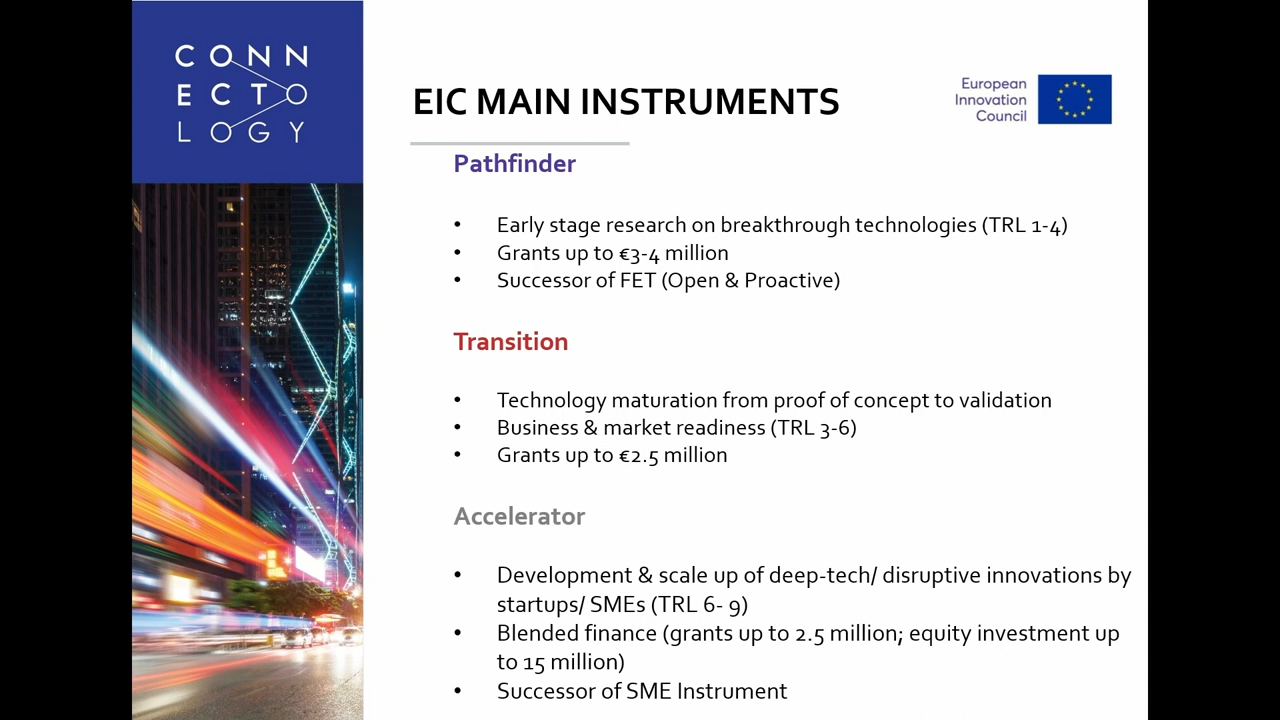 CONN
ECTO
LOGY
EIC MAIN INSTRUMENTS
European
Innovation
Council
Pathfinder
• Early stage research on breakthrough technologies (TRL 1-4)
• Grants up to €3-4 million
• Successor of FET (Open & Proactive)
Transition
• Technology maturation from proof of concept to validation
• Business & market readiness (TRL 3-6)
• Grants up to €2.5 million
Accelerator
• Development & scale up of deep-tech/ disruptive innovations by
startups/ SMEs (TRL 6- 9)
• Blended finance (grants up to 2.5 million; equity investment up
to 15 million)
• Successor of SME Instrument